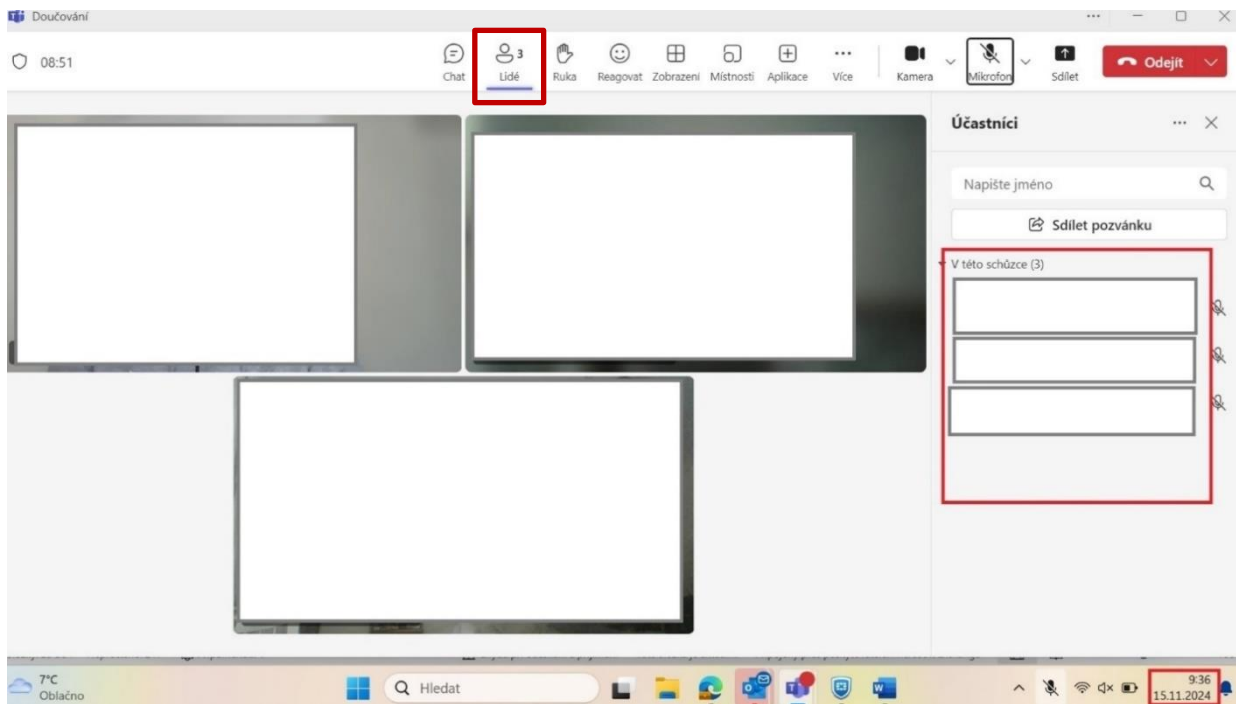 Doučování
08:51
3
Chat Lidé Ruka Reagovat Zobrazení Místnosti Aplikace Více Kamera Mikrofon Sdílet Odejít
Účastníci
Napište jméno
Sdílet pozvánku
V této schůzce (3)
7°C
Oblačno
Hledat
9:36
15.11.2024